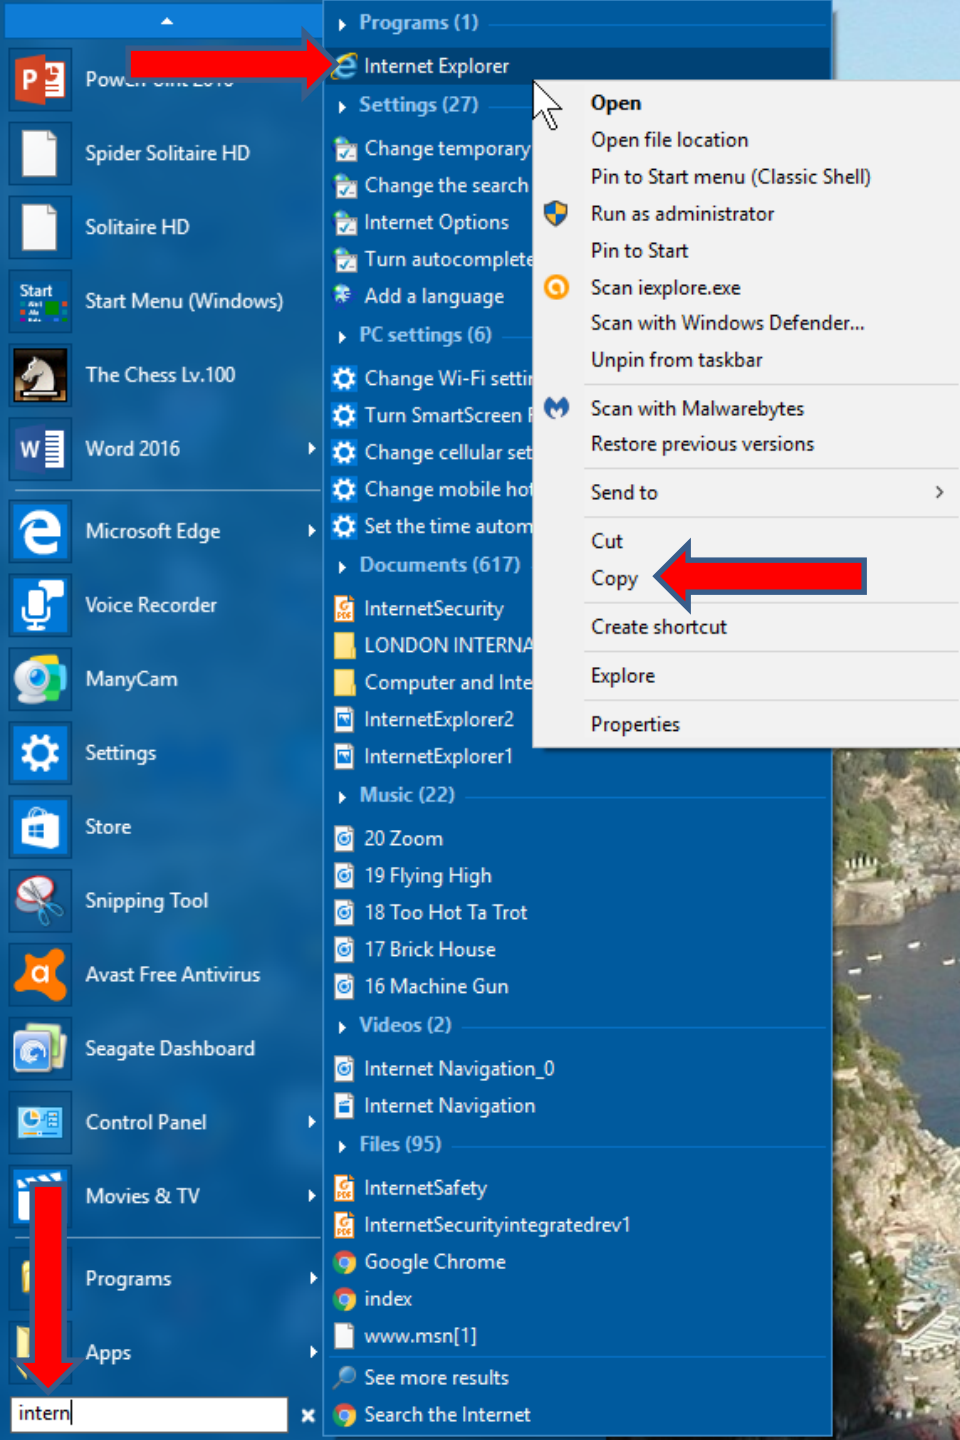 PowerPoint 2016
Spider Solitaire HD
Solitaire HD
Start
Start Menu (Windows)
The Chess Lv.100
Word 2016
Microsoft Edge
Voice Recorder
ManyCam
Settings
Store
Snipping Tool
Avast Free Antivirus
Seagate Dashboard
Control Panel
Movies & TV
Programs
Apps
intern
Programs (1)
Internet Explorer
Settings (27)
Change temporary
Change the search
Internet Options
Turn autocomplete
Add a language
PC settings (6)
Change Wi-Fi settin
Turn SmartScreen F
Change cellular set
Change mobile hot
Set the time autom
Documents (617)
InternetSecurity
LONDON INTERNA
Computer and Inte
InternetExplorer2
InternetExplorer1
Music (22)
20 Zoom
19 Flying High
18 Too Hot Ta Trot
17 Brick House
16 Machine Gun
Videos (2)
Internet Navigation_0
Internet Navigation
Files (95)
InternetSafety
InternetSecurityintegratedrev1
Google Chrome
index
www.msn[1]
See more results
Search the Internet
Open
Open file location
Pin to Start menu (Classic Shell)
Run as administrator
Pin to Start
Scan iexplore.exe
Scan with Windows Defender...
Unpin from taskbar
Scan with Malwarebytes
Restore previous versions
Send to
Cut
Copy
Create shortcut
Explore
Properties